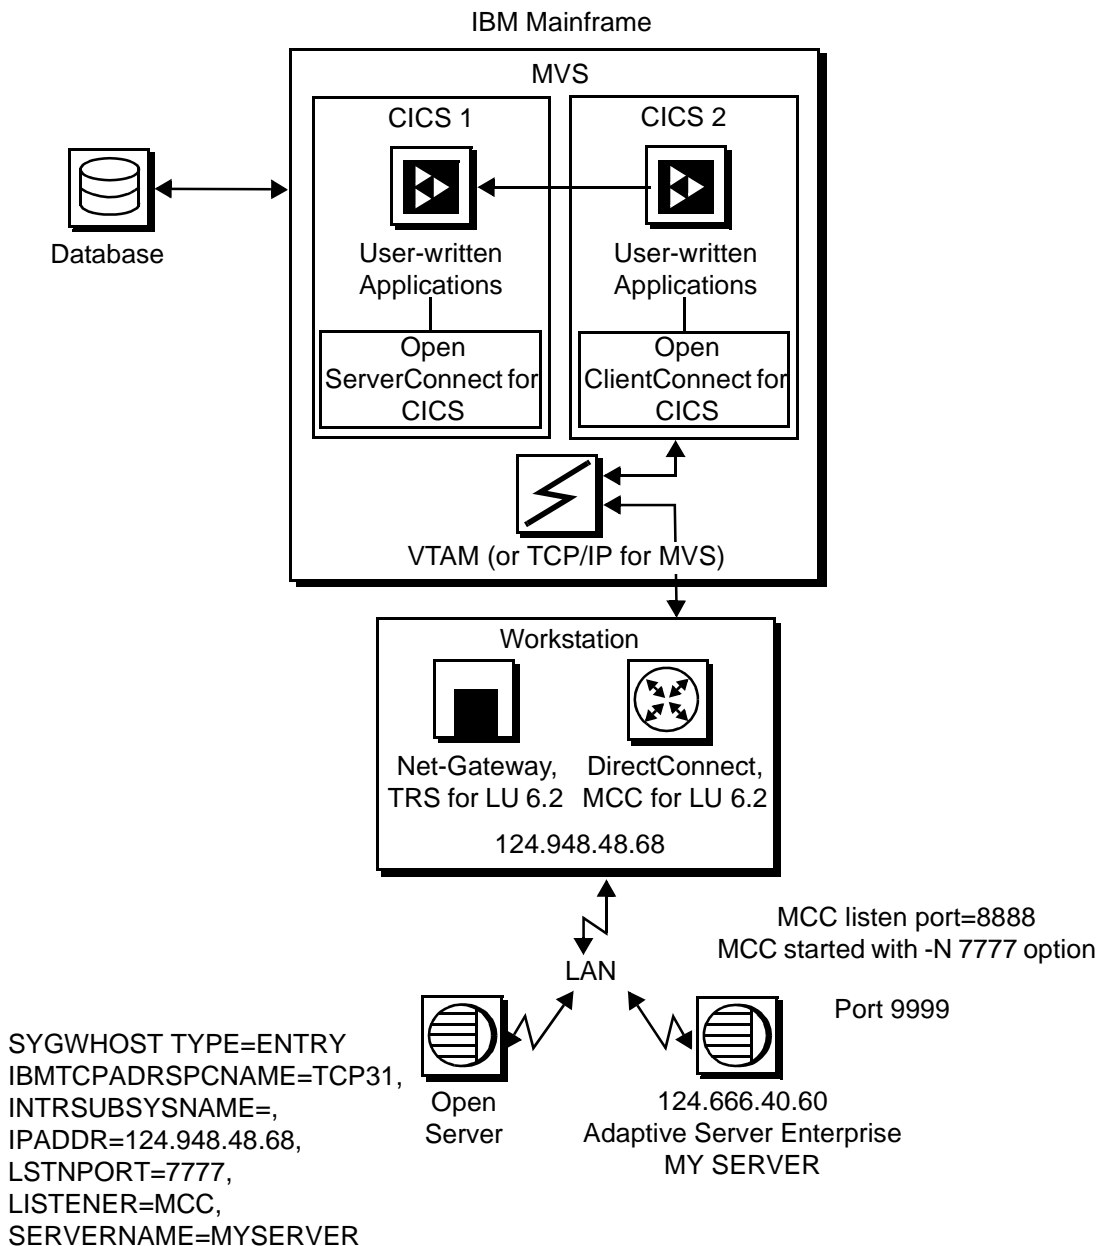 IBM Mainframe
MVS
CICS 1
CICS 2
Database
User-written
Applications
User-written
Applications
Open
ServerConnect for
CICS
Open
ClientConnect for
CICS
VTAM (or TCP/IP for MVS)
Workstation
Net-Gateway,
TRS for LU 6.2
DirectConnect,
MCC for LU 6.2
124.948.48.68
MCC listen port=8888
MCC started with -N 7777 option
LAN
Port 9999
SYGWHOST TYPE=ENTRY
IBMTCPADRSPCNAME=TCP31,
INTRSUBSYSNAME=,
IPADDR=124.948.48.68,
LSTNPORT=7777,
LISTENER=MCC,
SERVERNAME=MYSERVER
Open
Server
124.666.40.60
Adaptive Server Enterprise
MY SERVER